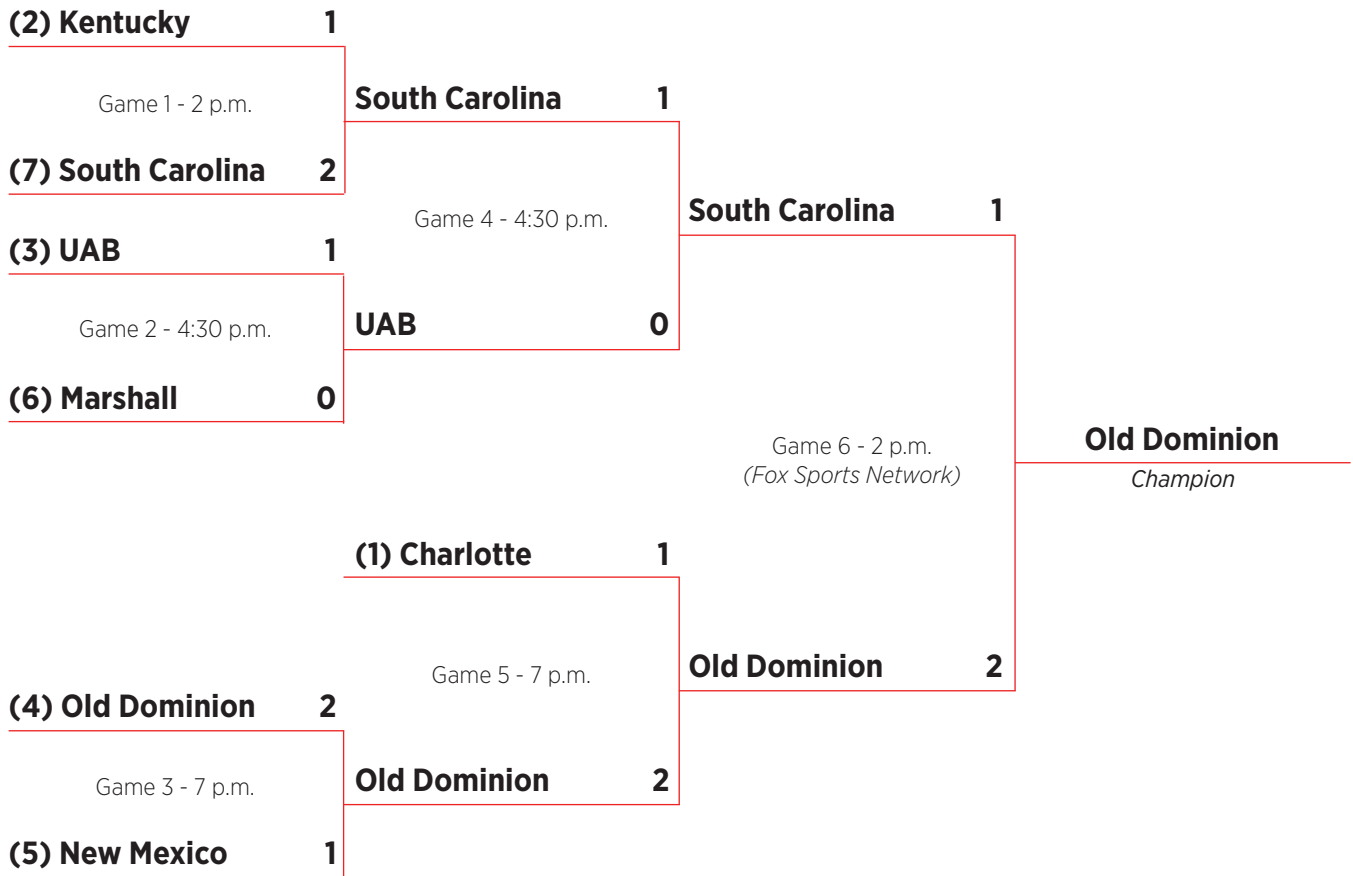 (2) Kentucky 1
Game 1 - 2 p.m.
(7) South Carolina 2
(3) UAB 1
Game 2 - 4:30 p.m.
(6) Marshall 0
South Carolina 1
Game 4 - 4:30 p.m.
UAB 0
South Carolina 1
Game 6 - 2 p.m.
(Fox Sports Network)
Old Dominion
Champion
(1) Charlotte 1
Game 5 - 7 p.m.
Old Dominion 2
(4) Old Dominion 2
Game 3 - 7 p.m.
Old Dominion 2
(5) New Mexico 1